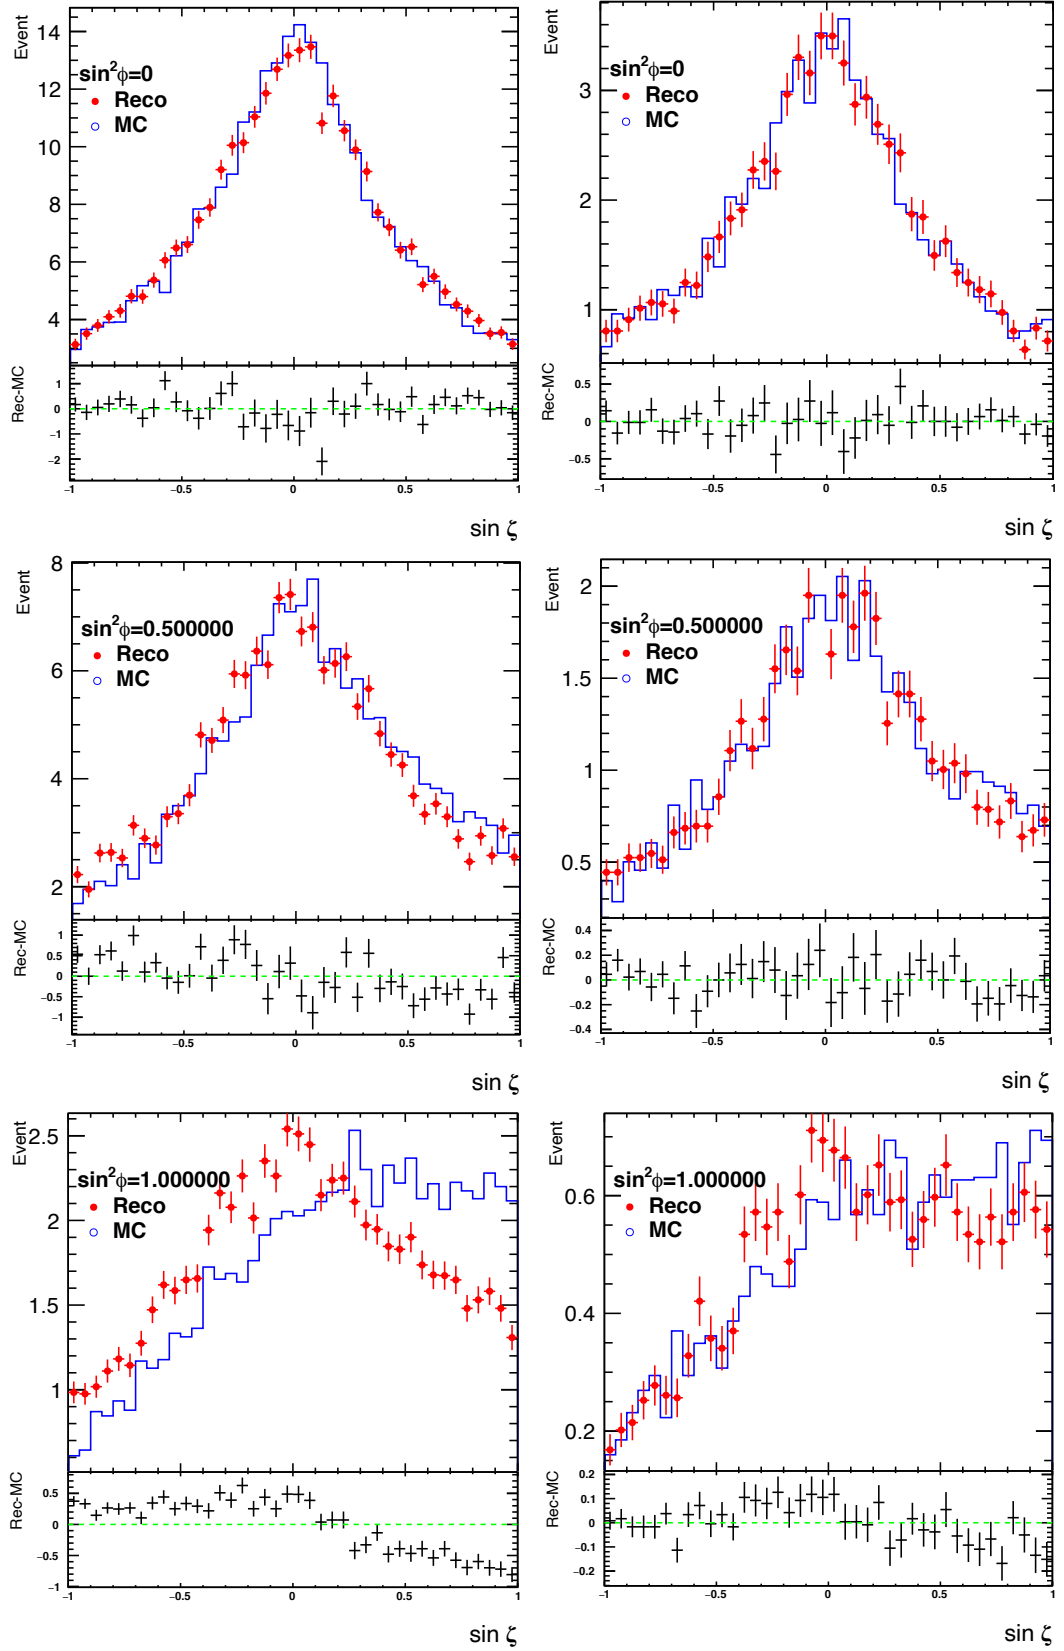 Event
14
12
10
8
6
4
sin²ϕ=0
Reco
MC
Rec-MC
1
0
−1
−2
−1 −0.5 0 0.5 1
sin ζ
Event
3
2
1
sin²ϕ=0
Reco
MC
Rec-MC
0.5
0
−0.5
−1 −0.5 0 0.5 1
sin ζ
Event
8
6
4
2
sin²ϕ=0.500000
Reco
MC
Rec-MC
1
0.5
0
−0.5
−1
−1 −0.5 0 0.5 1
sin ζ
Event
2
1.5
1
0.5
sin²ϕ=0.500000
Reco
MC
Rec-MC
0.4
0.2
0
−0.2
−0.4
−1 −0.5 0 0.5 1
sin ζ
Event
2.5
2
1.5
1
sin²ϕ=1.000000
Reco
MC
Rec-MC
0.5
0
−0.5
−1
−1 −0.5 0 0.5 1
sin ζ
Event
0.6
0.4
0.2
sin²ϕ=1.000000
Reco
MC
Rec-MC
0.2
0.1
0
−0.1
−0.2
−1 −0.5 0 0.5 1
sin ζ